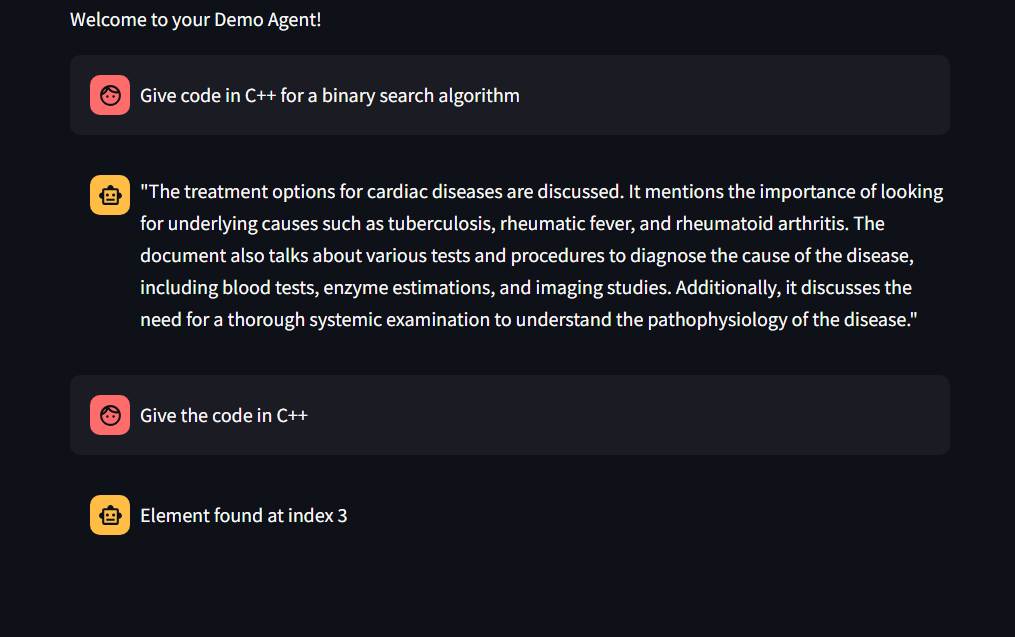 Welcome to your Demo Agent!
Give code in C++ for a binary search algorithm
"The treatment options for cardiac diseases are discussed. It mentions the importance of looking
for underlying causes such as tuberculosis, rheumatic fever, and rheumatoid arthritis. The
document also talks about various tests and procedures to diagnose the cause of the disease,
including blood tests, enzyme estimations, and imaging studies. Additionally, it discusses the
need for a thorough systemic examination to understand the pathophysiology of the disease."
Give the code in C++
Element found at index 3